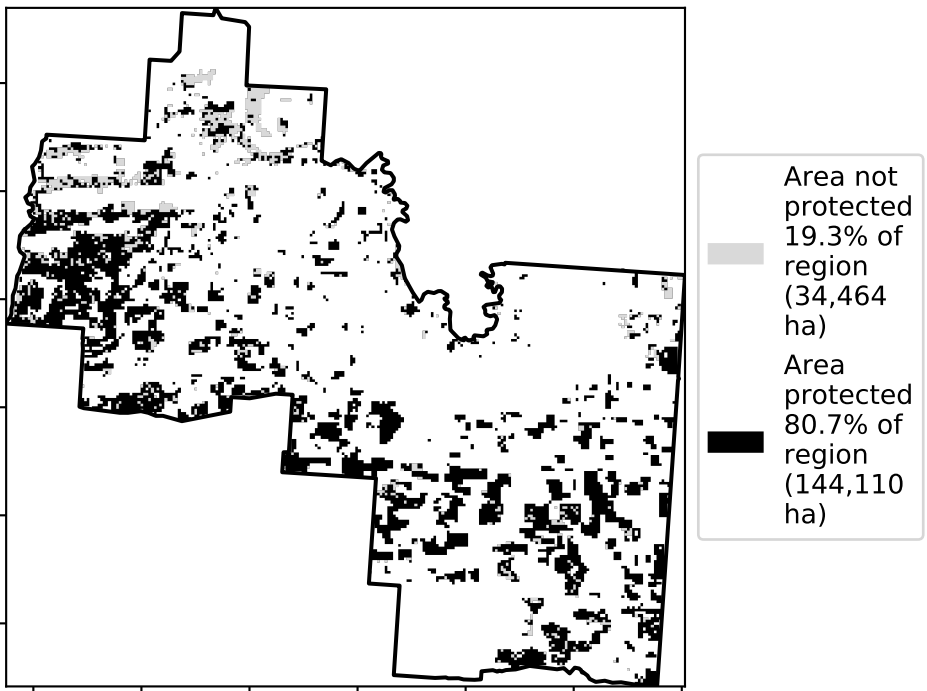 Area not
protected
19.3% of
region
(34,464
ha)
Area
protected
80.7% of
region
(144,110
ha)